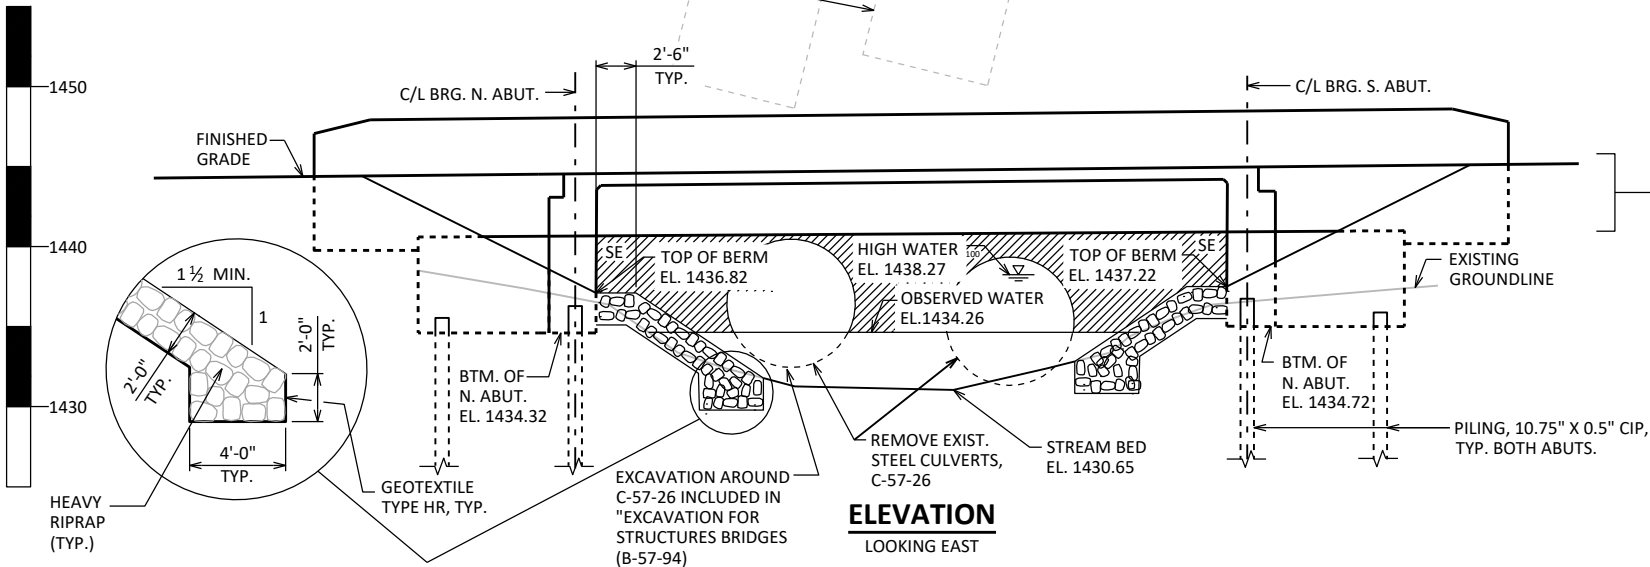 2'-6"
TYP.
1450
C/L BRG. N. ABUT.
C/L BRG. S. ABUT.
FINISHED
GRADE
1440
SE
TOP OF BERM
EL. 1436.82
HIGH WATER
100
EL. 1438.27
TOP OF BERM
EL. 1437.22
SE
EXISTING
GROUNDLINE
OBSERVED WATER
EL.1434.26
1 ½ MIN.
1
2'-0"
TYP.
2'-0"
TYP.
4'-0"
TYP.
1430
BTM. OF
N. ABUT.
EL. 1434.32
BTM. OF
N. ABUT.
EL. 1434.72
PILING, 10.75" X 0.5" CIP,
TYP. BOTH ABUTS.
REMOVE EXIST.
STEEL CULVERTS,
C-57-26
STREAM BED
EL. 1430.65
EXCAVATION AROUND
C-57-26 INCLUDED IN
"EXCAVATION FOR
STRUCTURES BRIDGES
(B-57-94)
GEOTEXTILE
TYPE HR, TYP.
HEAVY
RIPRAP
(TYP.)
ELEVATION
LOOKING EAST